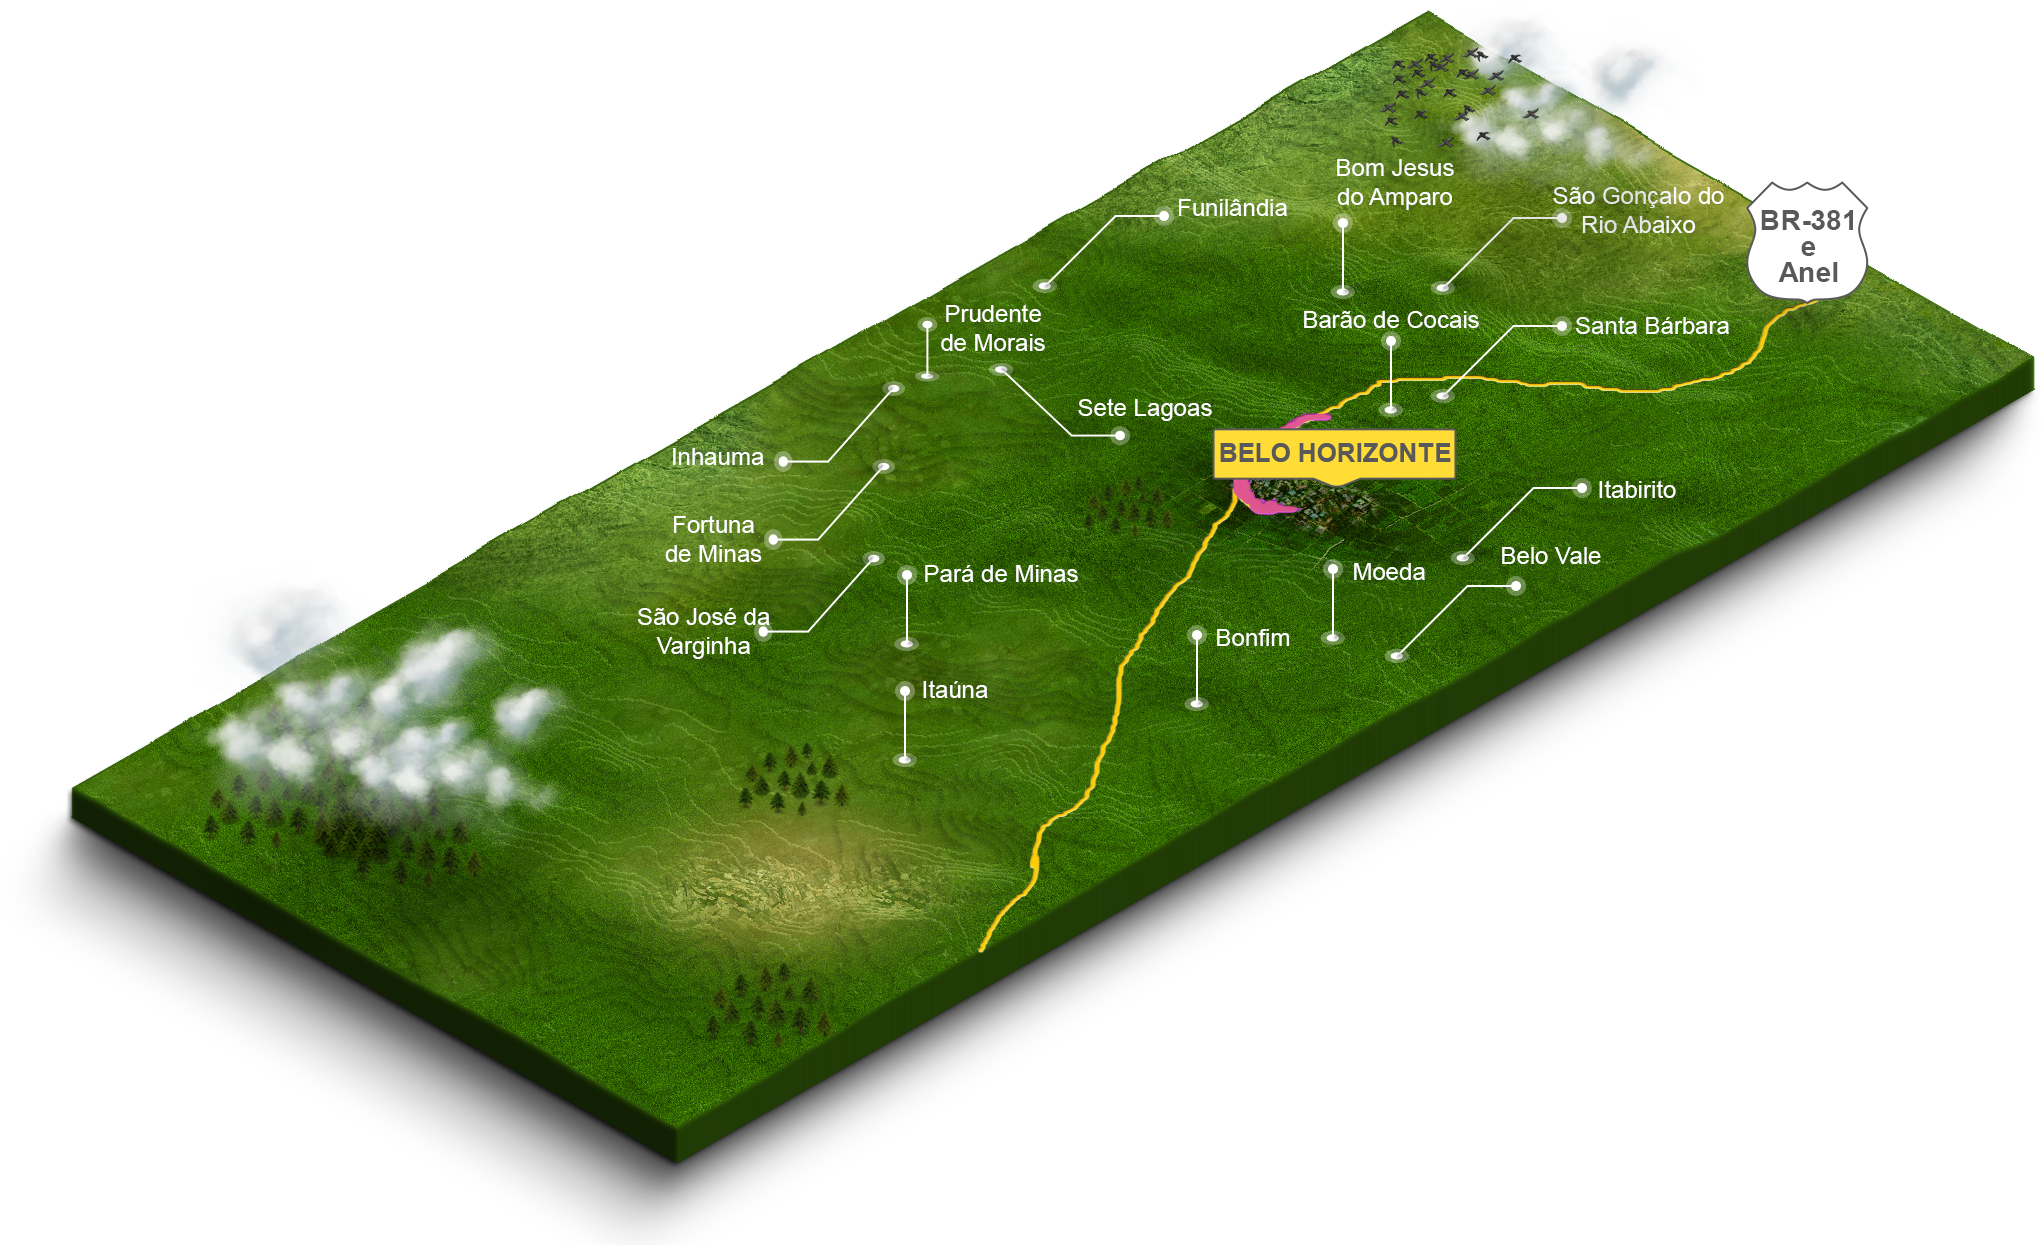 Bom Jesus
do Amparo
São Gonçalo do
Rio Abaixo
Funilândia
BR-381
e
Anel
Prudente
de Morais
Barão de Cocais
Santa Bárbara
Sete Lagoas
Inhauma
BELO HORIZONTE
Itabirito
Fortuna
de Minas
Belo Vale
Pará de Minas
Moeda
São José da
Varginha
Bonfim
Itaúna